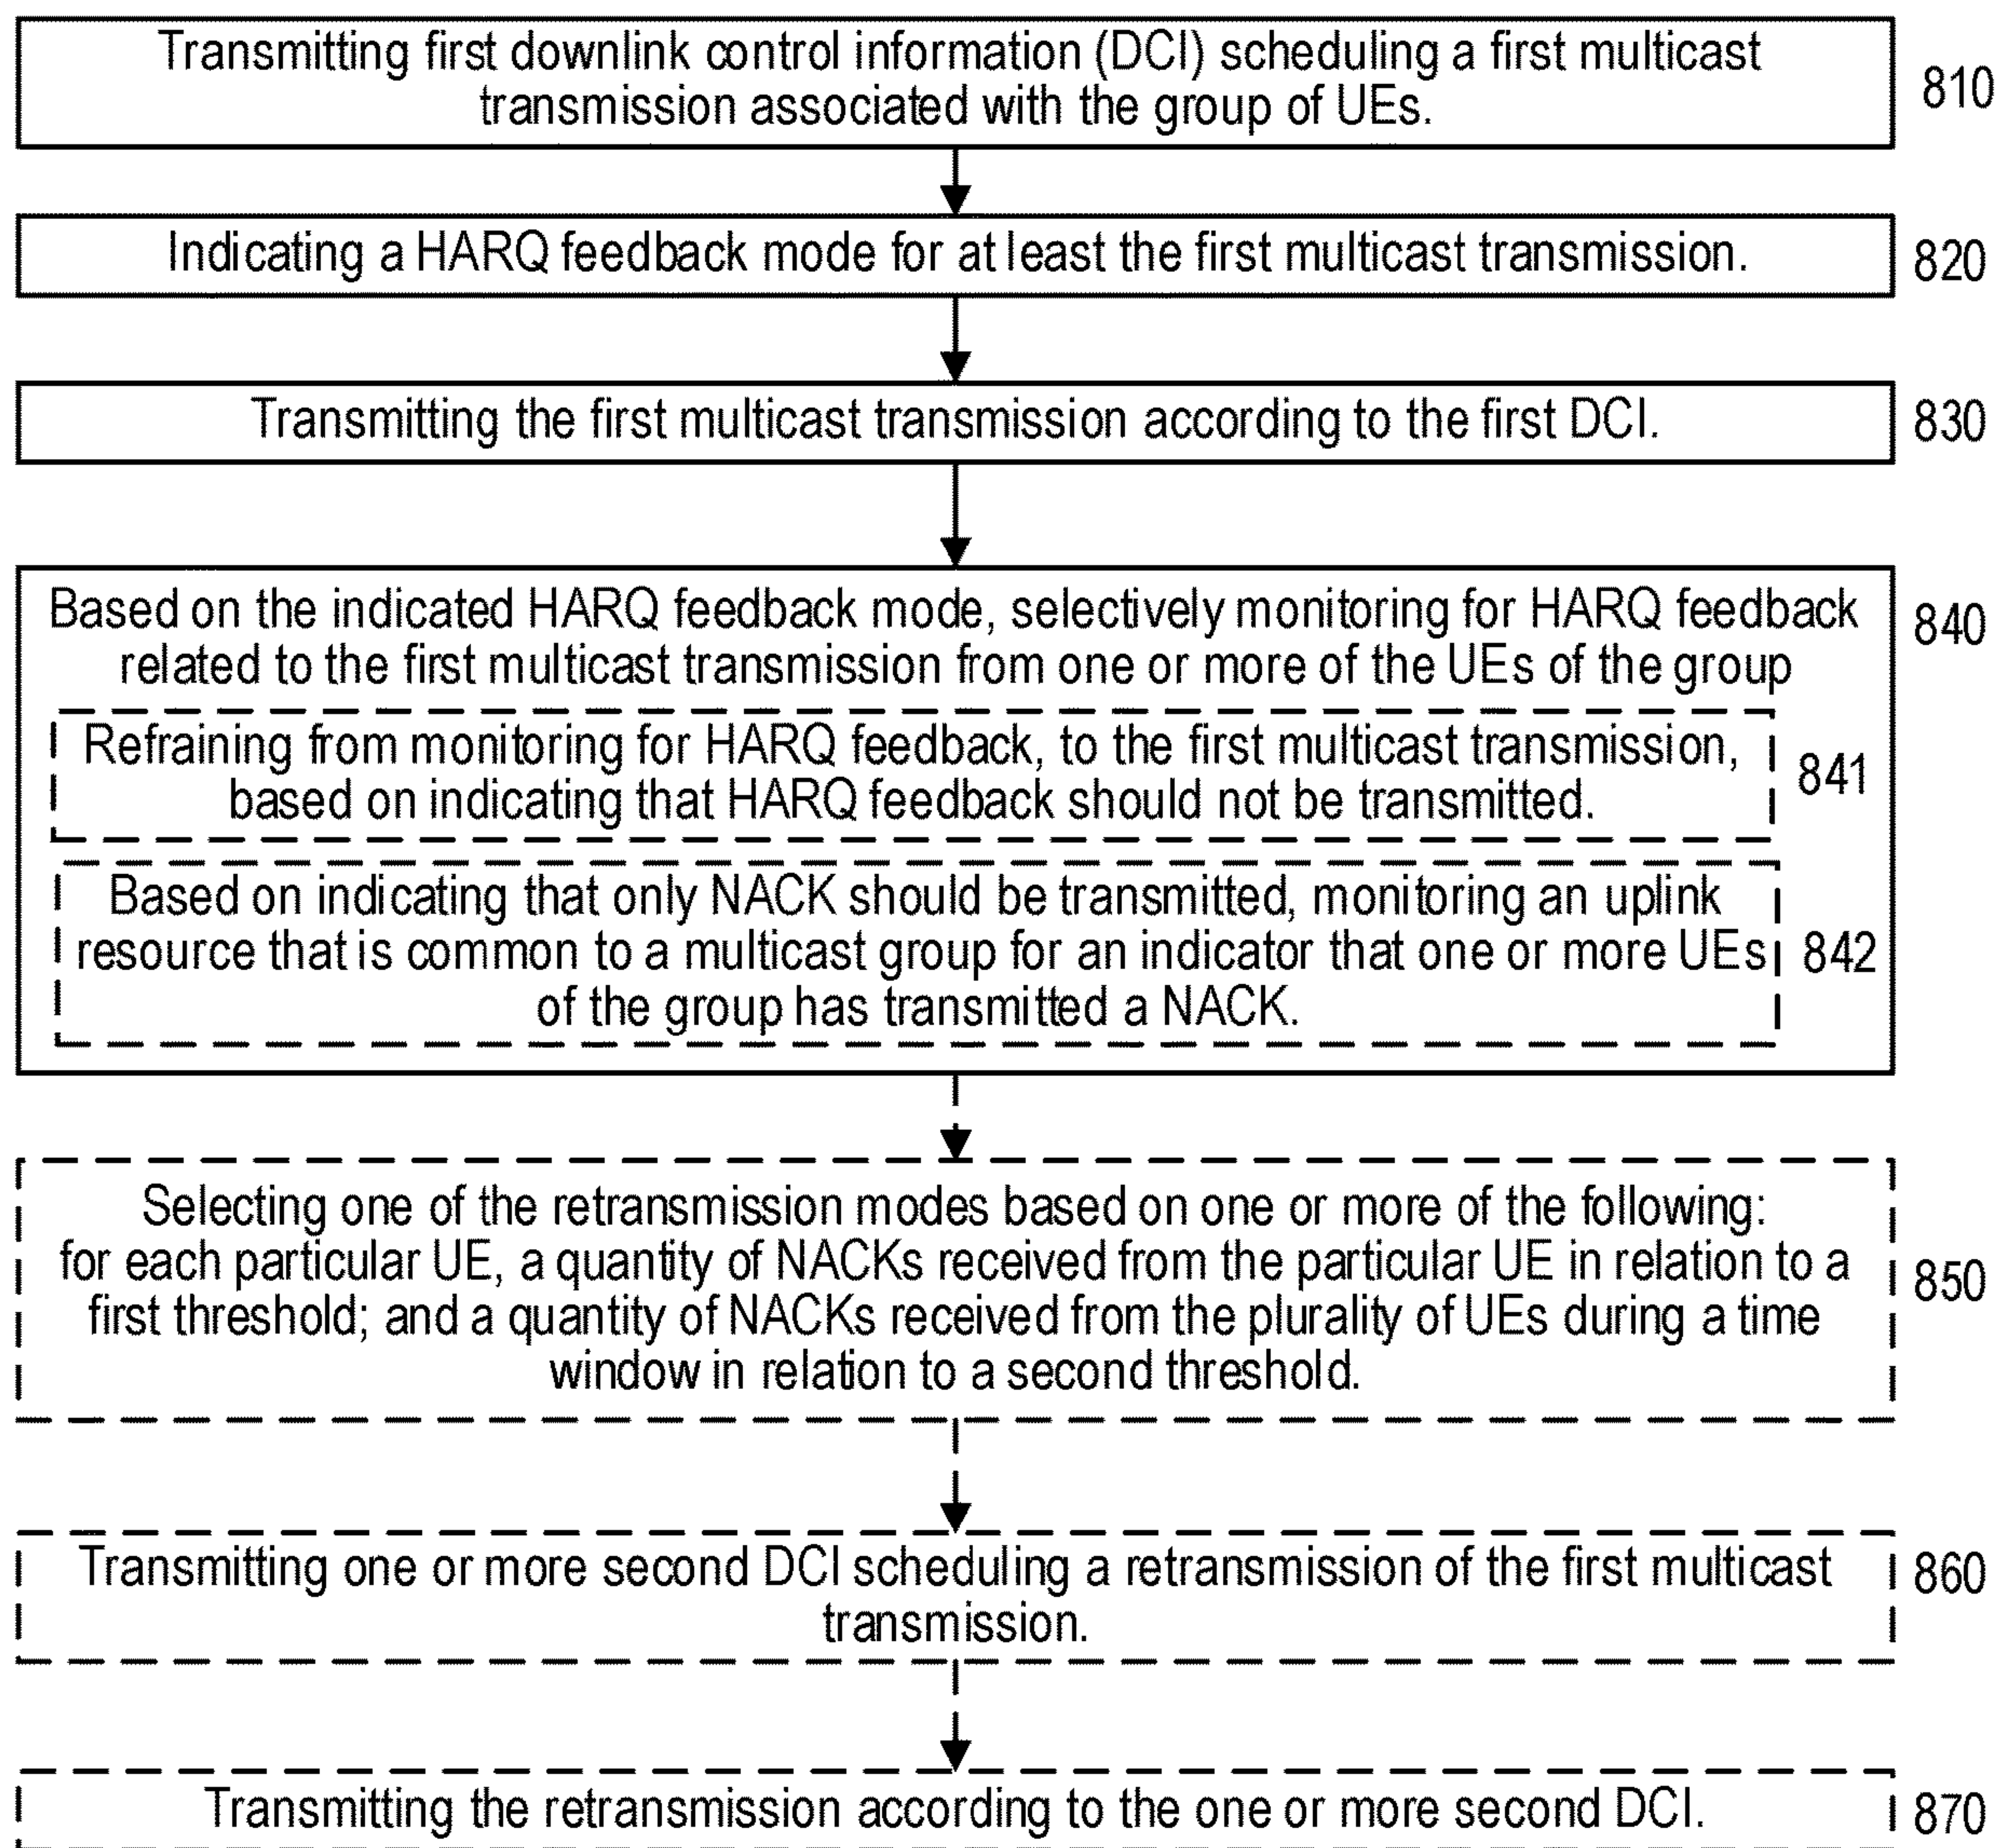 Transmitting first downlink control information (DCI) scheduling a first multicast
transmission associated with the group of UEs.
810
Indicating a HARQ feedback mode for at least the first multicast transmission.
820
Transmitting the first multicast transmission according to the first DCI.
830
Based on the indicated HARQ feedback mode, selectively monitoring for HARQ feedback
related to the first multicast transmission from one or more of the UEs of the group
840
Refraining from monitoring for HARQ feedback, to the first multicast transmission,
based on indicating that HARQ feedback should not be transmitted.
841
Based on indicating that only NACK should be transmitted, monitoring an uplink
resource that is common to a multicast group for an indicator that one or more UEs
of the group has transmitted a NACK.
842
Selecting one of the retransmission modes based on one or more of the following:
for each particular UE, a quantity of NACKs received from the particular UE in relation to a
first threshold; and a quantity of NACKs received from the plurality of UEs during a time
window in relation to a second threshold.
850
Transmitting one or more second DCI scheduling a retransmission of the first multicast
transmission.
860
Transmitting the retransmission according to the one or more second DCI.
870